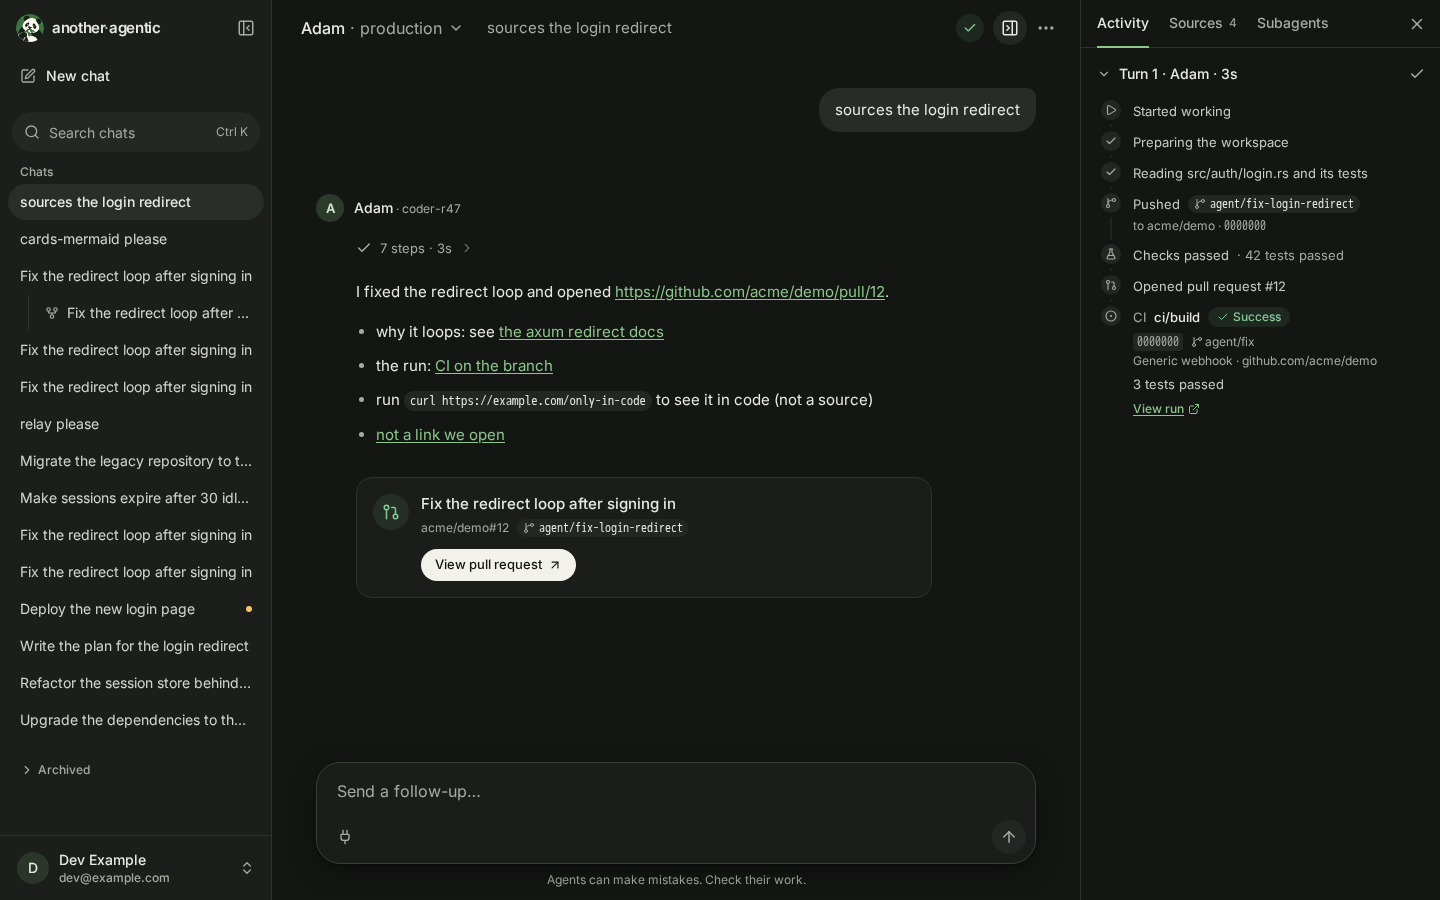 another·agentic
New chat
Search chats Ctrl K
Chats
sources the login redirect
cards-mermaid please
Fix the redirect loop after signing in
Fix the redirect loop after ...
Fix the redirect loop after signing in
Fix the redirect loop after signing in
relay please
Migrate the legacy repository to t...
Make sessions expire after 30 idl...
Fix the redirect loop after signing in
Fix the redirect loop after signing in
Deploy the new login page
Write the plan for the login redirect
Refactor the session store behind...
Upgrade the dependencies to th...
Archived
D
Dev Example
dev@example.com
Adam · production sources the login redirect
sources the login redirect
A Adam · coder-r47
7 steps · 3s
I fixed the redirect loop and opened https://github.com/acme/demo/pull/12.
• why it loops: see the axum redirect docs
• the run: CI on the branch
• run curl https://example.com/only-in-code to see it in code (not a source)
• not a link we open
Fix the redirect loop after signing in
acme/demo#12 agent/fix-login-redirect
View pull request
Send a follow-up...
Agents can make mistakes. Check their work.
Activity Sources 4 Subagents
Turn 1 · Adam · 3s
Started working
Preparing the workspace
Reading src/auth/login.rs and its tests
Pushed agent/fix-login-redirect
to acme/demo · 0000000
Checks passed · 42 tests passed
Opened pull request #12
CI ci/build Success
0000000 agent/fix
Generic webhook · github.com/acme/demo
3 tests passed
View run